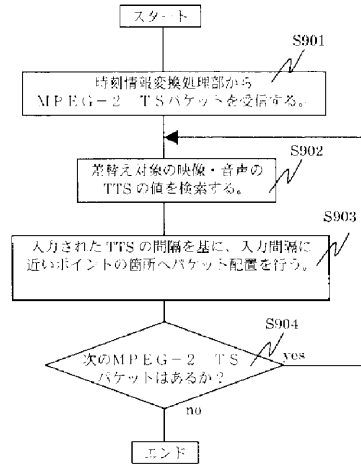 スタート
S901
時刻情報変換処理部から
MPEG-2 TSパケットを受信する。
S902
差替え対象の映像・音声の
TTSの値を検索する。
S903
入力されたTTSの間隔を基に、入力間隔に
近いポイントの箇所へパケット配置を行う。
S904
次のMPEG-2 TS
パケットはあるか?
yes
no
エンド